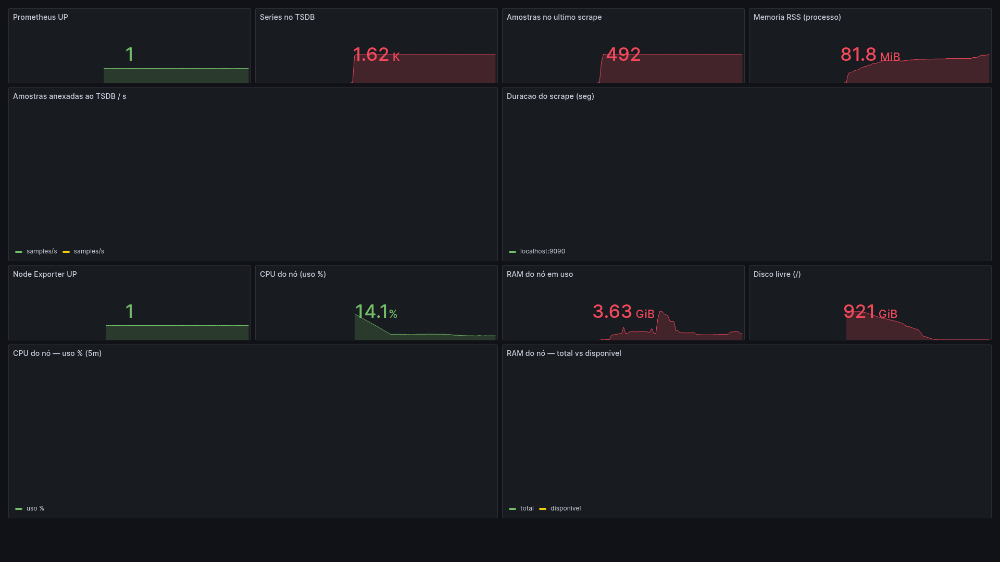 Prometheus UP
Series no TSDB
Amostras no ultimo scrape
Memoria RSS (processo)
1
1.62 K
492
81.8 MiB
Amostras anexadas ao TSDB / s
Duracao do scrape (seg)
samples/s
samples/s
localhost:9090
Node Exporter UP
CPU do nó (uso %)
RAM do nó em uso
Disco livre (/)
1
14.1%
3.63 GiB
921 GiB
CPU do nó — uso % (5m)
RAM do nó — total vs disponivel
uso %
total
disponivel